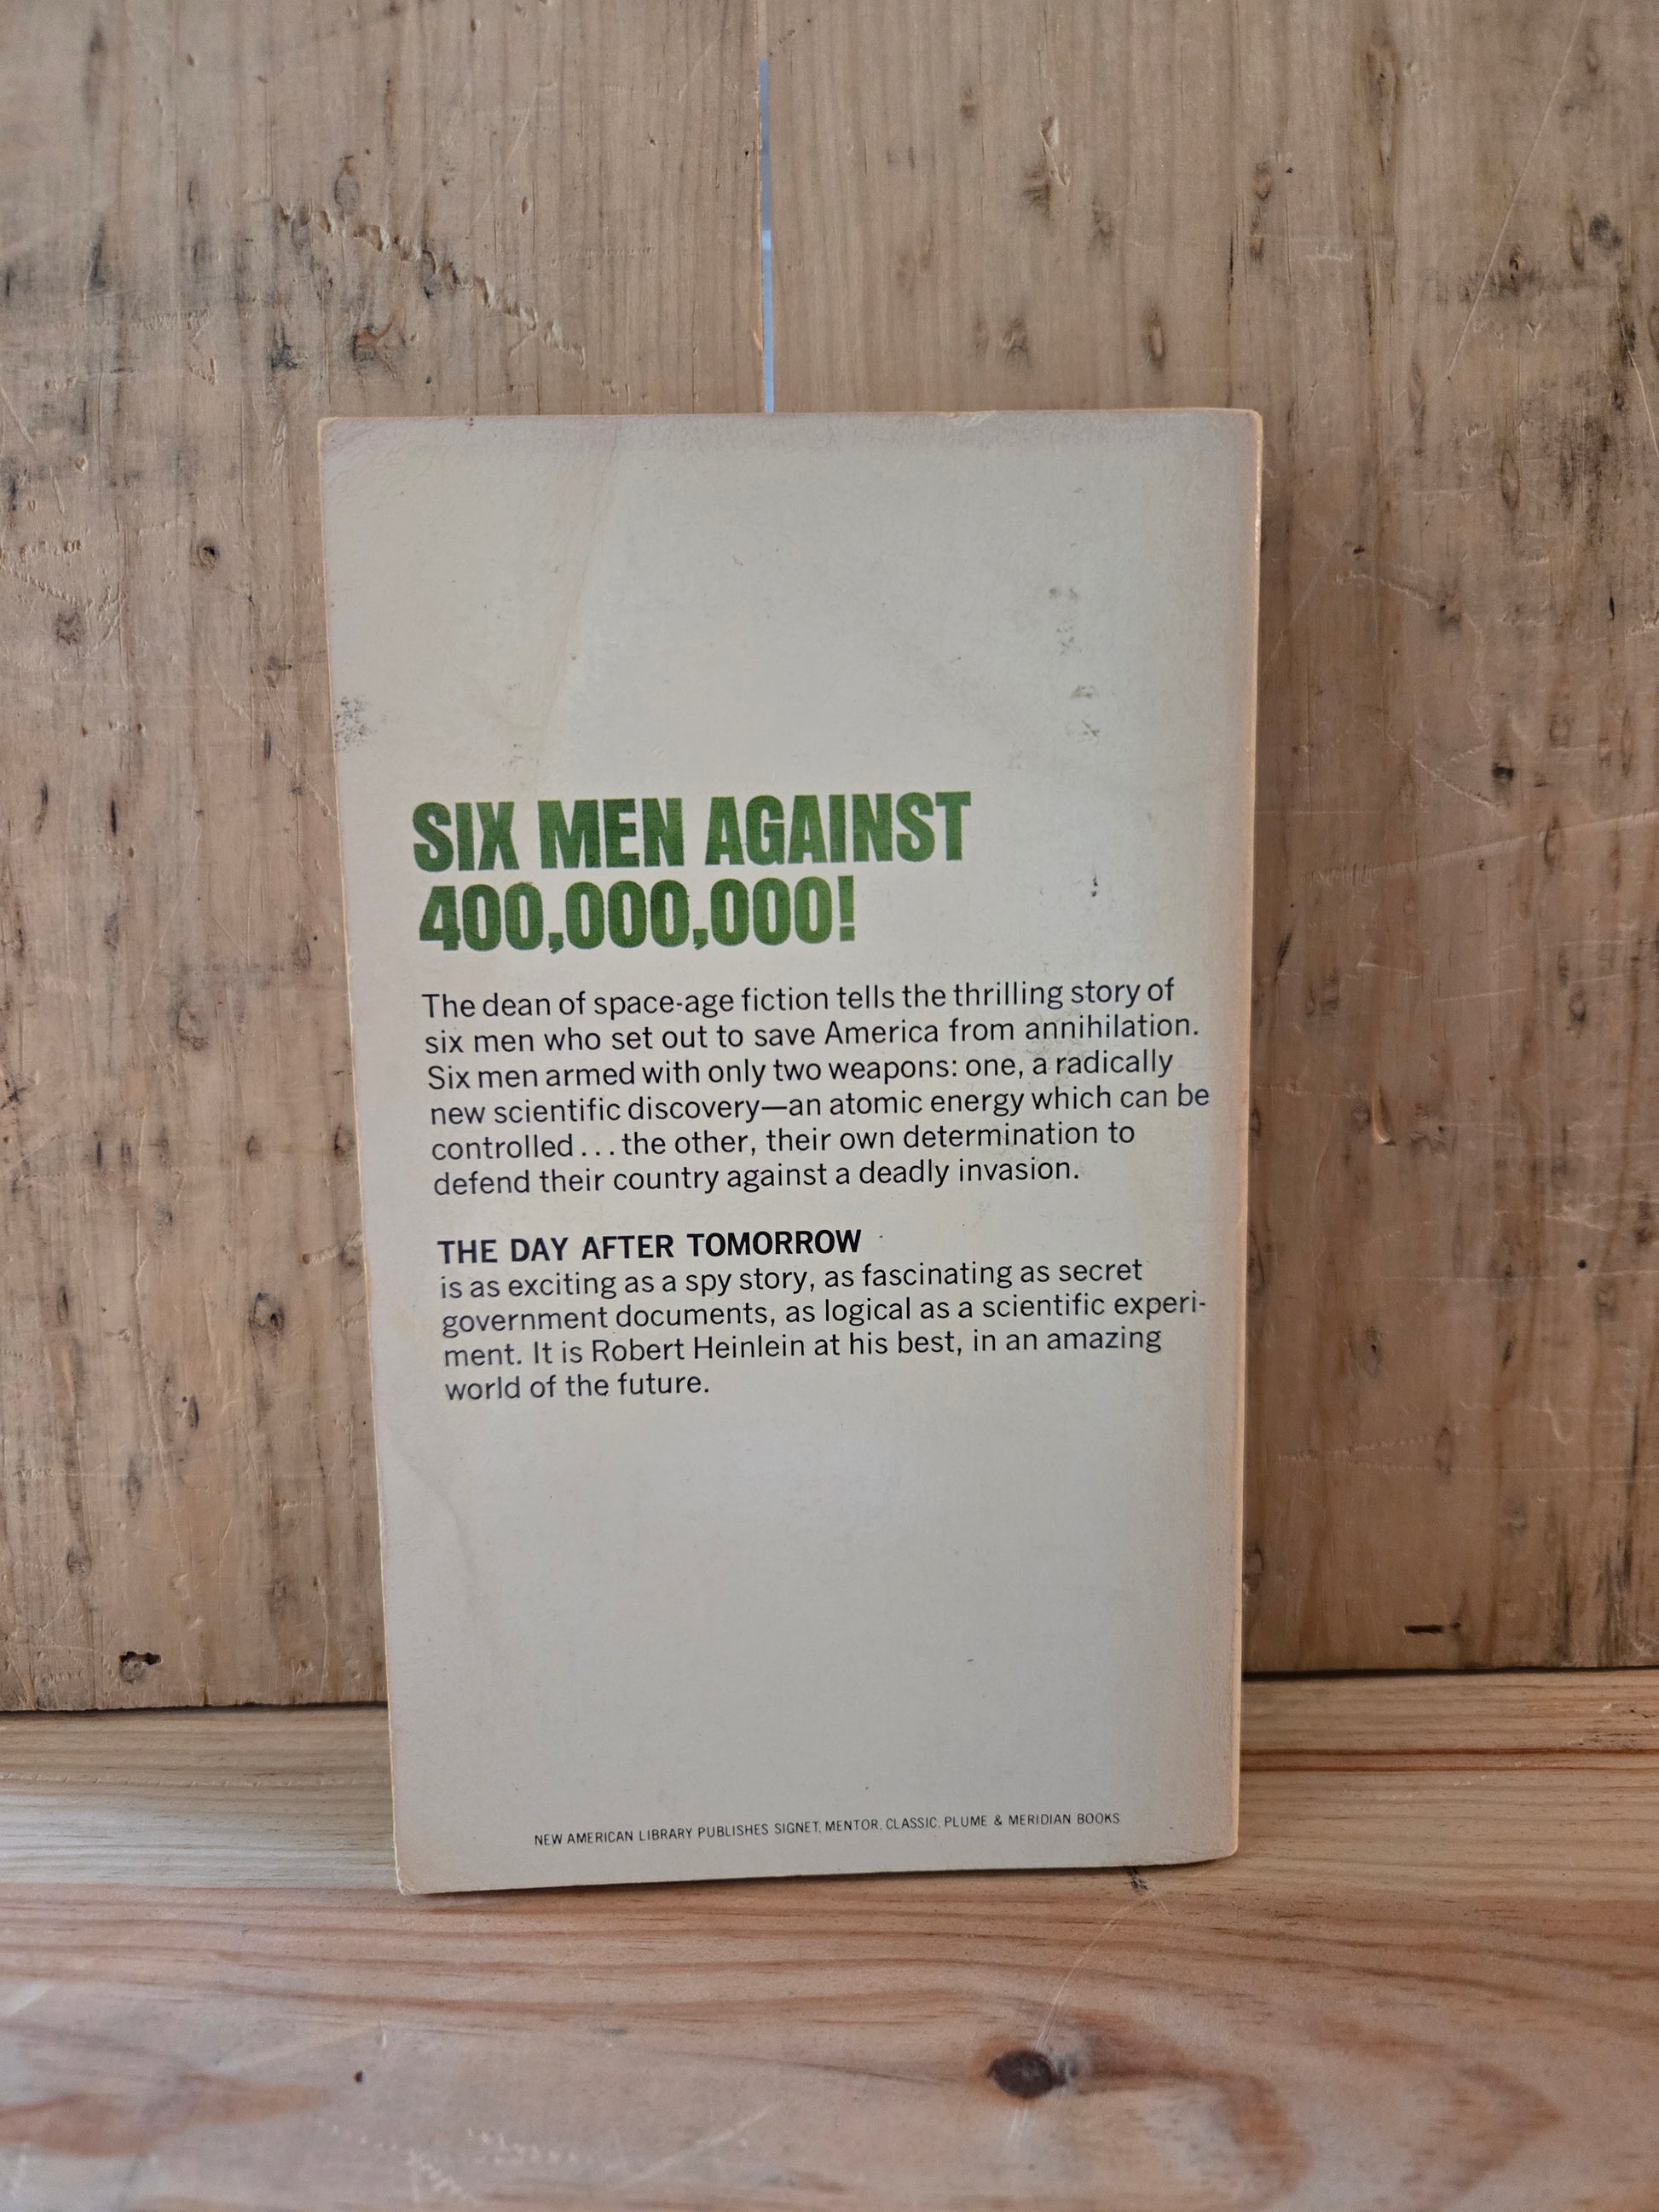 SIX MEN AGAINST
400,000,000!
The dean of space-age fiction tells the thrilling story of
six men who set out to save America from annihilation.
Six men armed with only two weapons: one, a radically
new scientific discovery—an atomic energy which can be
controlled . . . the other, their own determination to
defend their country against a deadly invasion.
THE DAY AFTER TOMORROW
is as exciting as a spy story, as fascinating as secret
government documents, as logical as a scientific experi-
ment. It is Robert Heinlein at his best, in an amazing
world of the future.
NEW AMERICAN LIBRARY PUBLISHES SIGNET, MENTOR, CLASSIC, PLUME & MERIDIAN BOOKS